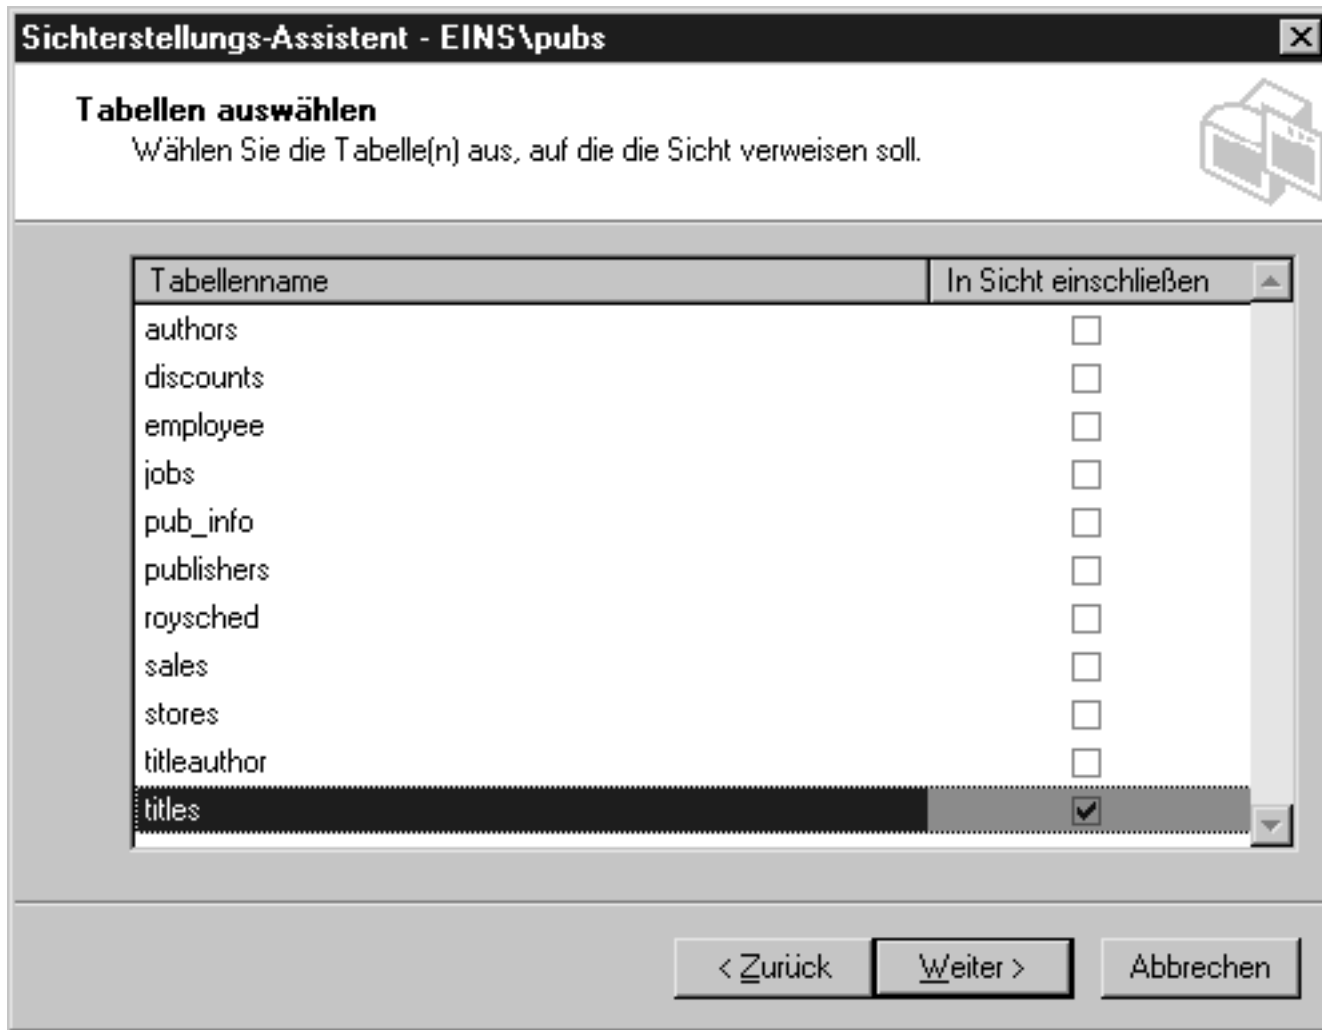 Sichterstellungs-Assistent - EINS\pubs
Tabellen auswählen
Wählen Sie die Tabelle(n) aus, auf die die Sicht verweisen soll.
Tabellenname In Sicht einschließen
authors
discounts
employee
jobs
pub_info
publishers
roysched
sales
stores
titleauthor
titles
< Zurück Weiter > Abbrechen